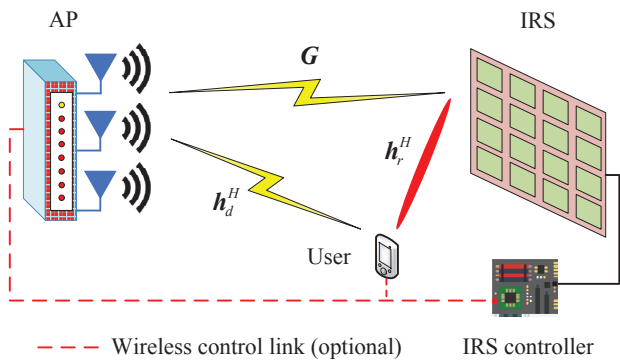 AP
IRS
G
h_r^H
h_d^H
User
Wireless control link (optional)
IRS controller